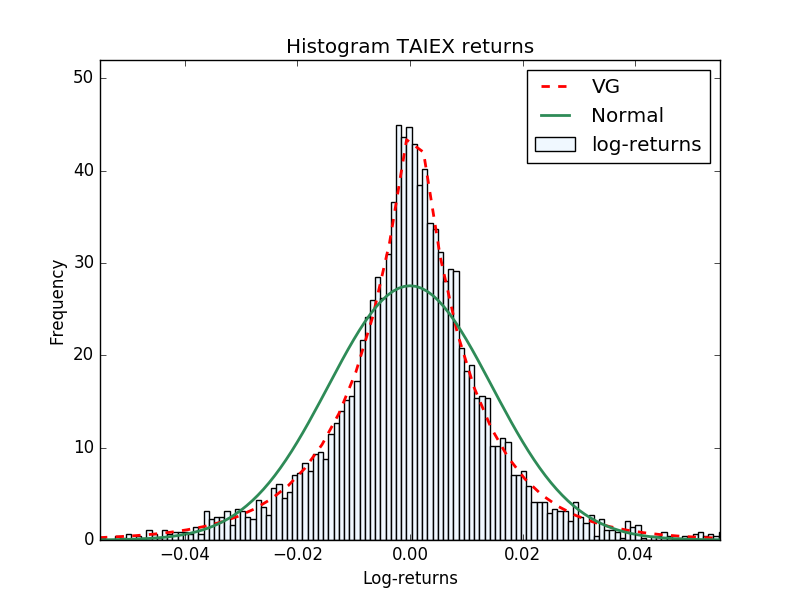 Histogram TAIEX returns
VG
Normal
log-returns
50
40
30
20
10
0
Frequency
−0.04 −0.02 0.00 0.02 0.04
Log-returns